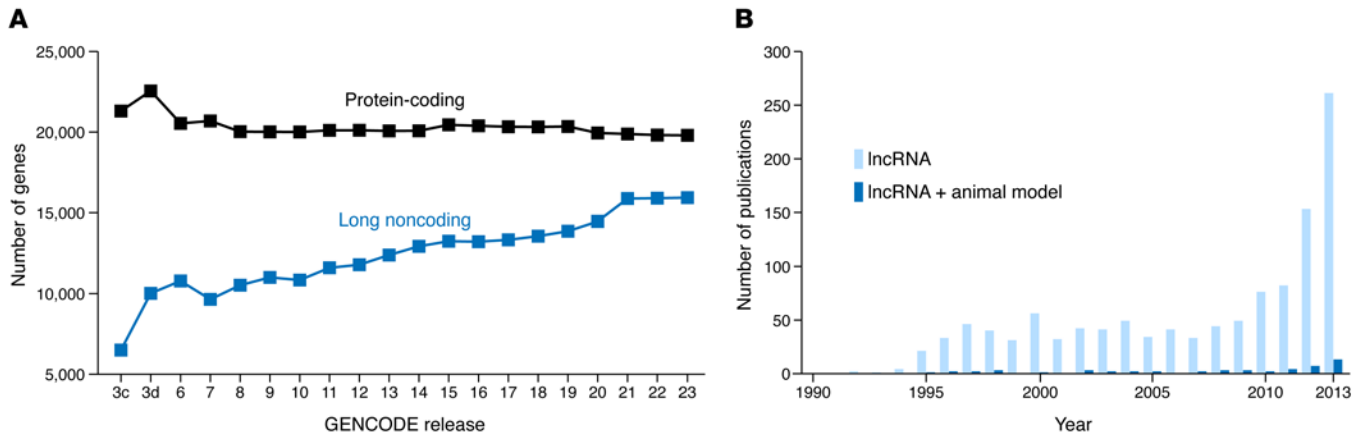 A
25,000
20,000
15,000
10,000
5,000
Number of genes
Protein-coding
Long noncoding
3c 3d 6 7 8 9 10 11 12 13 14 15 16 17 18 19 20 21 22 23
GENCODE release
B
300
250
200
150
100
50
0
Number of publications
lncRNA
lncRNA + animal model
1990 1995 2000 2005 2010 2013
Year